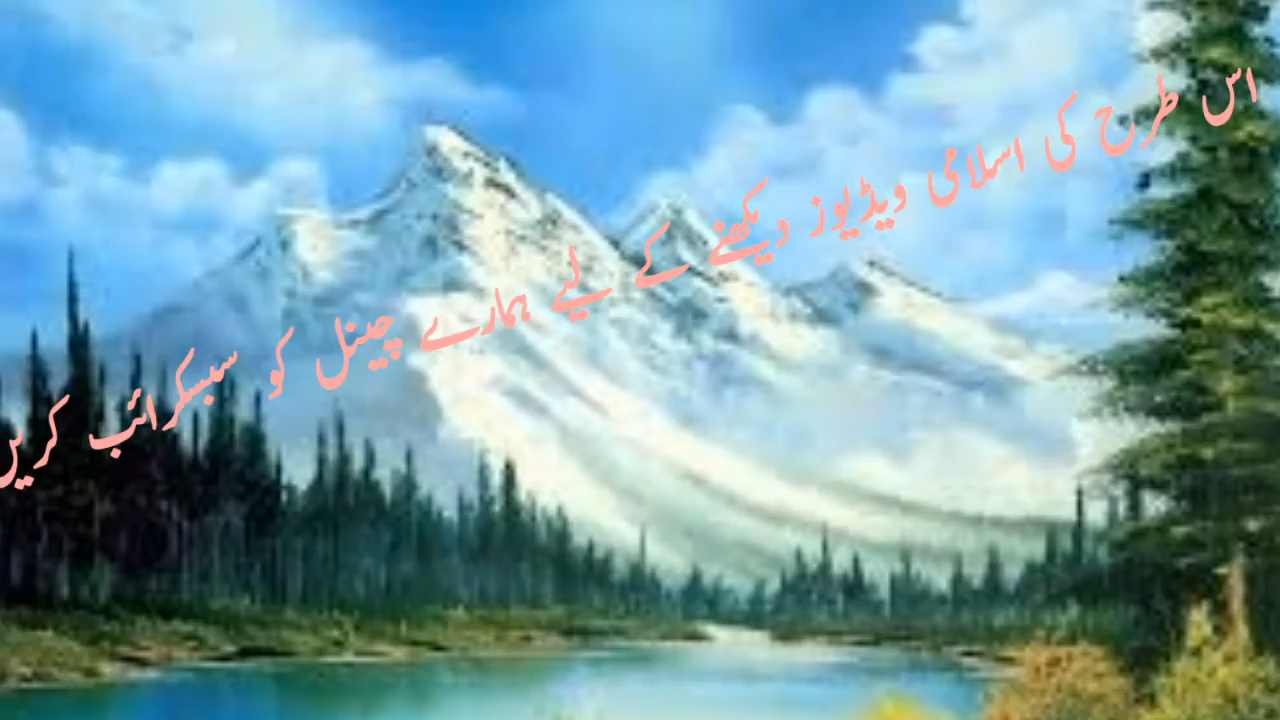 اس طرح کی اسلامی ویڈیوز دیکھنے کے لیے ہمارے چینل کو سبسکرائب کریں